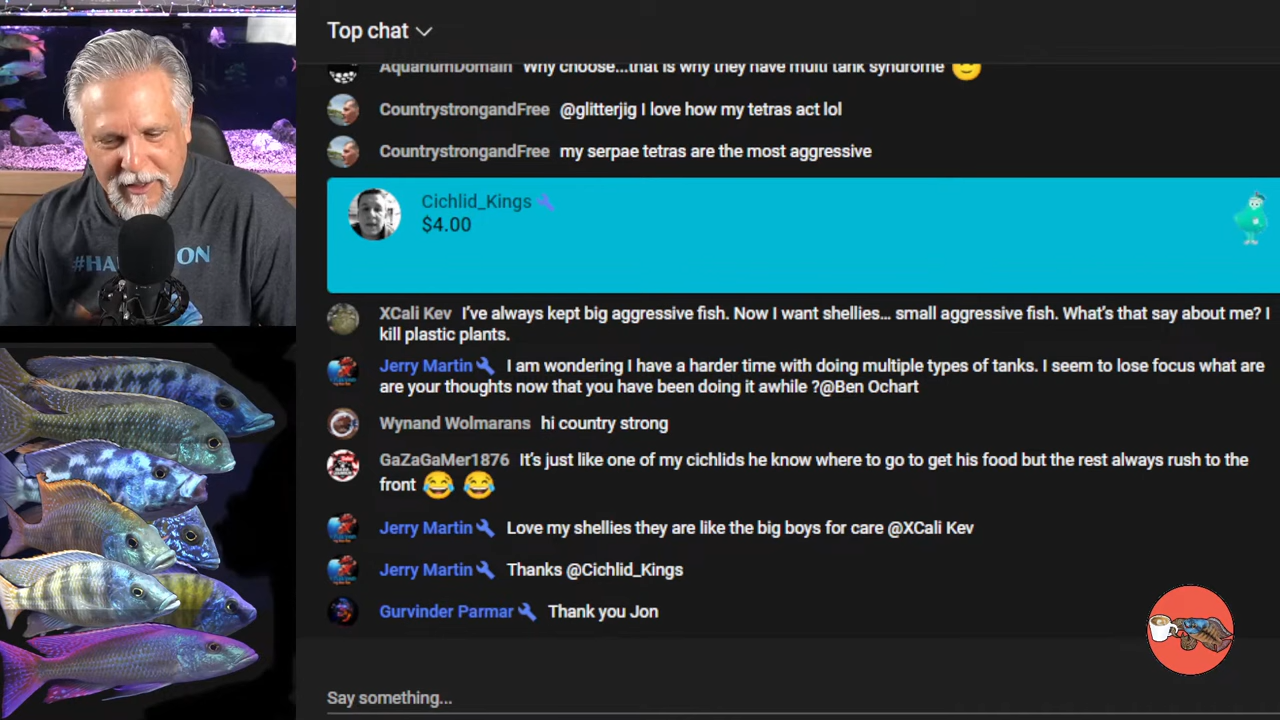 Top chat
AquariumDomain Why choose...that is why they have multi tank syndrome
CountrystrongandFree @glitterjig I love how my tetras act lol
CountrystrongandFree my serpae tetras are the most aggressive
Cichlid_Kings
$4.00
XCali Kev I've always kept big aggressive fish. Now I want shellies... small aggressive fish. What's that say about me? I
kill plastic plants.
Jerry Martin I am wondering I have a harder time with doing multiple types of tanks. I seem to lose focus what are
are your thoughts now that you have been doing it awhile ?@Ben Ochart
Wynand Wolmarans hi country strong
GaZaGaMer1876 It's just like one of my cichlids he know where to go to get his food but the rest always rush to the
front 😂 😂
Jerry Martin Love my shellies they are like the big boys for care @XCali Kev
Jerry Martin Thanks @Cichlid_Kings
Gurvinder Parmar Thank you Jon
Say something...
#HA ON